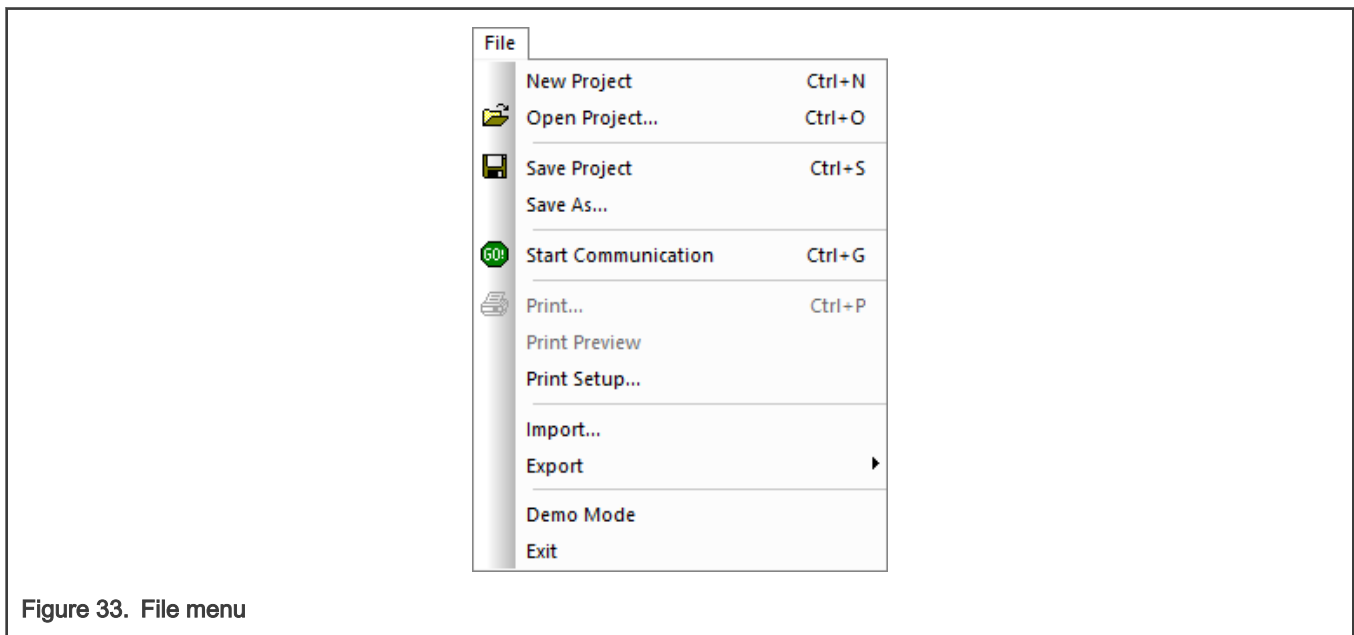 File
New Project Ctrl+N
Open Project... Ctrl+O
Save Project Ctrl+S
Save As...
GO! Start Communication Ctrl+G
Print... Ctrl+P
Print Preview
Print Setup...
Import...
Export
Demo Mode
Exit
Figure 33. File menu